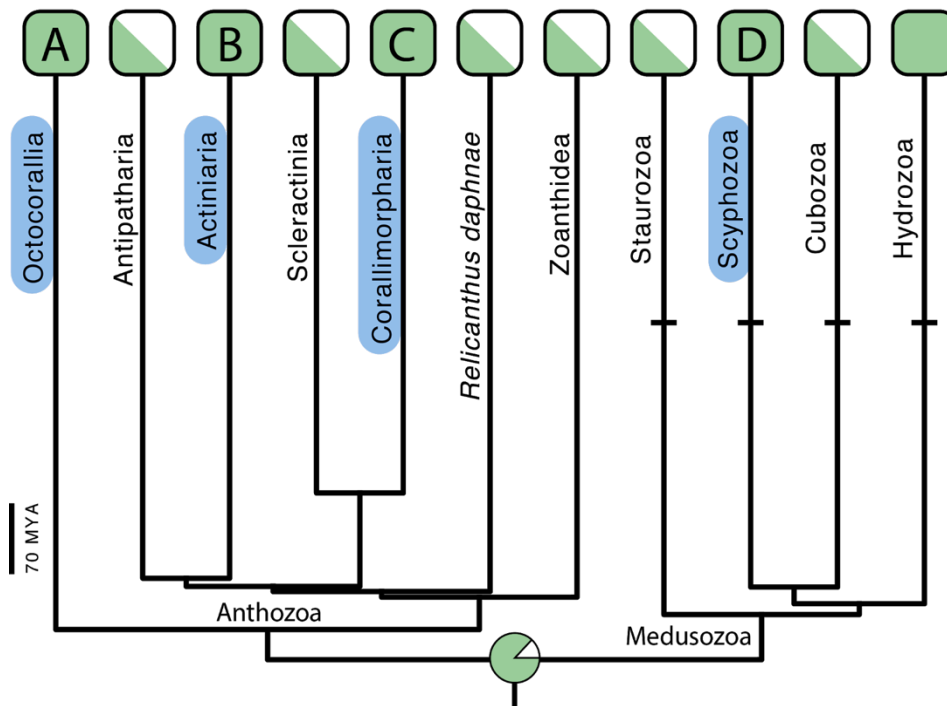 A
B
C
D
Octocorallia
Antipatharia
Actiniaria
Scleractinia
Corallimorpharia
Relicanthus daphnae
Zoanthidea
Staurozoa
Scyphozoa
Cubozoa
Hydrozoa
70 MYA
Anthozoa
Medusozoa